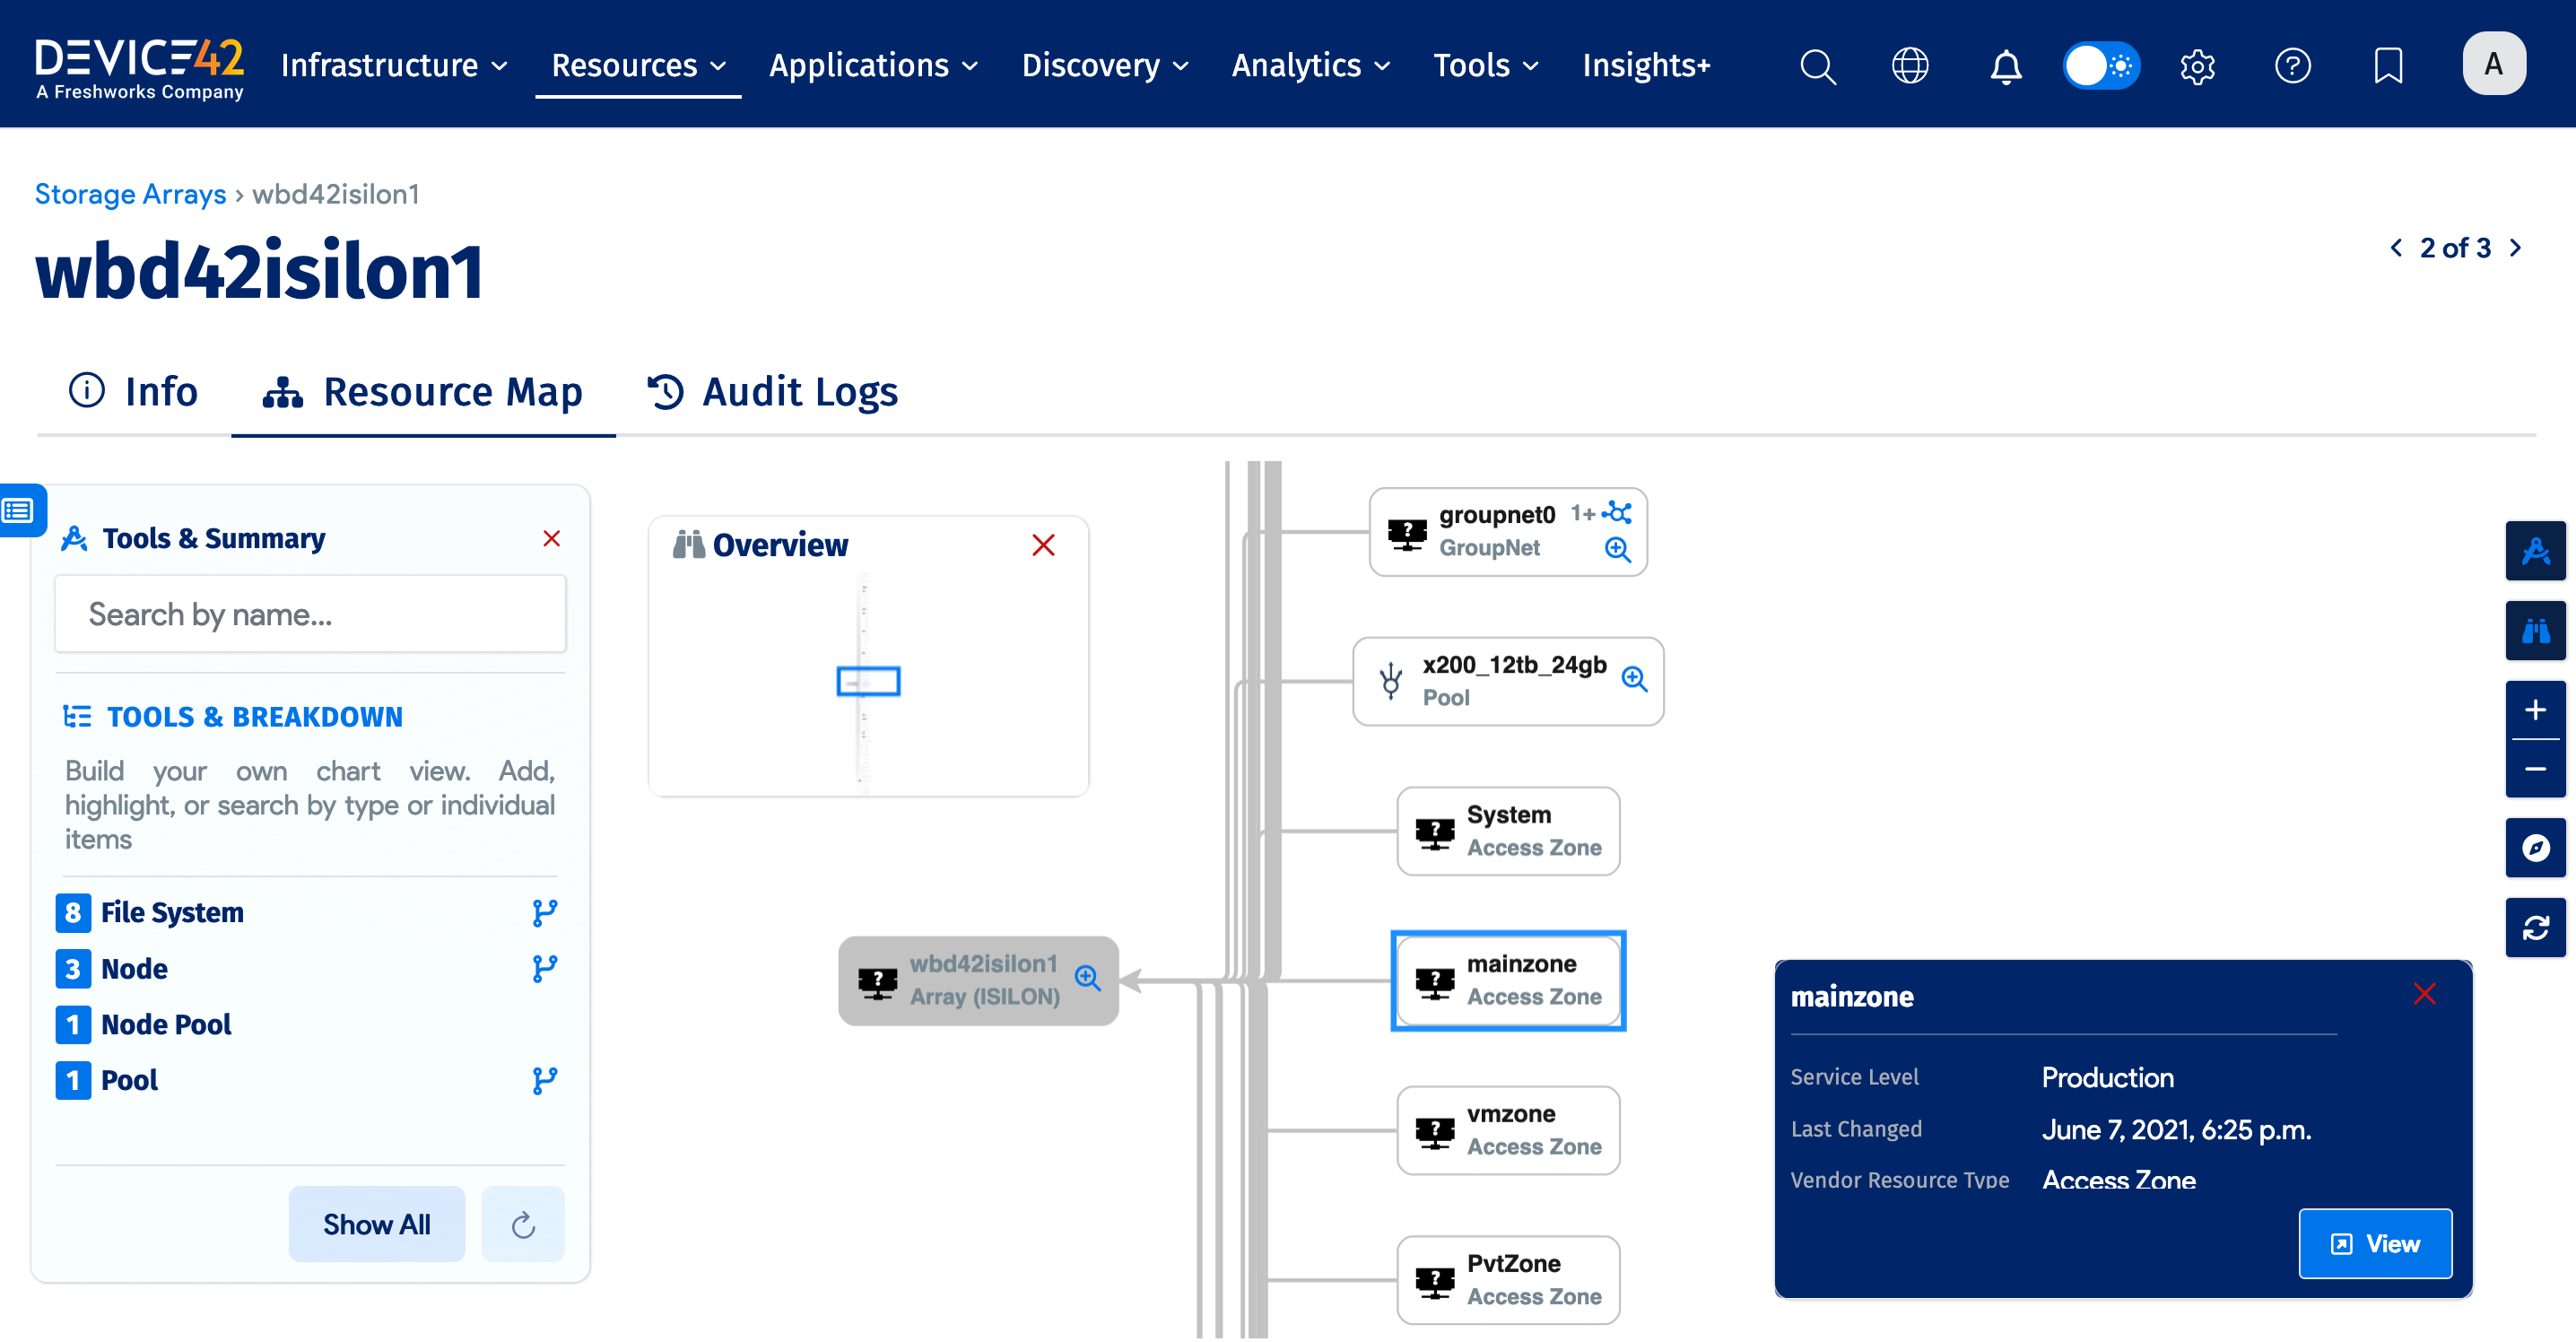 DEVICE42
A Freshworks Company
Infrastructure
Resources
Applications
Discovery
Analytics
Tools
Insights+
A
Storage Arrays › wbd42isilon1
wbd42isilon1
2 of 3
Info
Resource Map
Audit Logs
Tools & Summary
Search by name...
TOOLS & BREAKDOWN
Build your own chart view. Add,
highlight, or search by type or individual
items
8 File System
3 Node
1 Node Pool
1 Pool
Show All
Overview
groupnet0 1+
GroupNet
x200_12tb_24gb
Pool
System
Access Zone
wbd42isilon1
Array (ISILON)
mainzone
Access Zone
vmzone
Access Zone
PvtZone
Access Zone
mainzone
Service Level Production
Last Changed June 7, 2021, 6:25 p.m.
Vendor Resource Type Access Zone
View